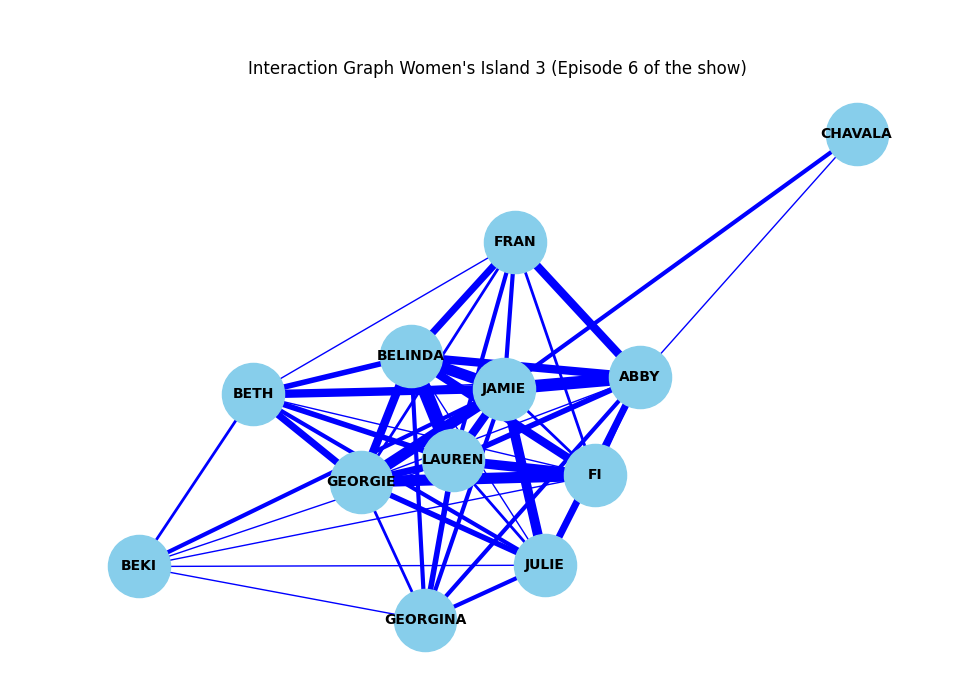 Interaction Graph Women's Island 3 (Episode 6 of the show)
CHAVALA
FRAN
BELINDA
ABBY
JAMIE
BETH
LAUREN
FI
GEORGIE
JULIE
BEKI
GEORGINA